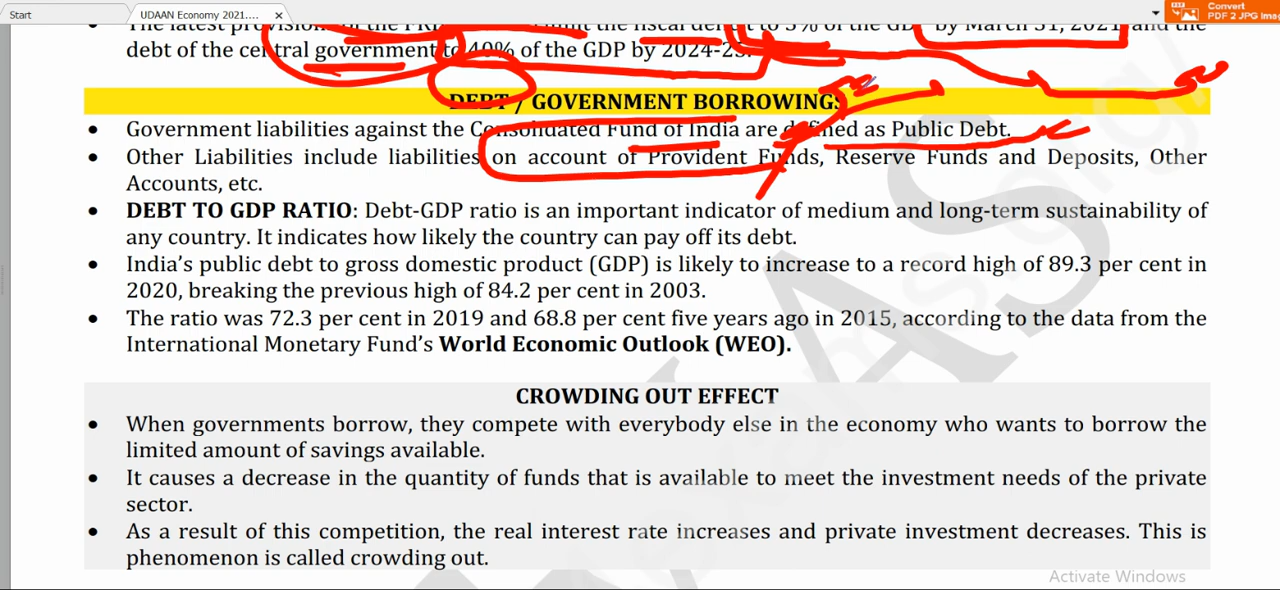 Start
UDAAN Economy 2021....
Convert
PDF 2 JPG Imag
debt of the central government to 40% of the GDP by 2024-25.
DEBT / GOVERNMENT BORROWINGS
• Government liabilities against the Consolidated Fund of India are defined as Public Debt.
• Other Liabilities include liabilities on account of Provident Funds, Reserve Funds and Deposits, Other
Accounts, etc.
• DEBT TO GDP RATIO: Debt-GDP ratio is an important indicator of medium and long-term sustainability of
any country. It indicates how likely the country can pay off its debt.
• India's public debt to gross domestic product (GDP) is likely to increase to a record high of 89.3 per cent in
2020, breaking the previous high of 84.2 per cent in 2003.
• The ratio was 72.3 per cent in 2019 and 68.8 per cent five years ago in 2015, according to the data from the
International Monetary Fund's World Economic Outlook (WEO).
CROWDING OUT EFFECT
• When governments borrow, they compete with everybody else in the economy who wants to borrow the
limited amount of savings available.
• It causes a decrease in the quantity of funds that is available to meet the investment needs of the private
sector.
• As a result of this competition, the real interest rate increases and private investment decreases. This is
phenomenon is called crowding out.
Activate Windows